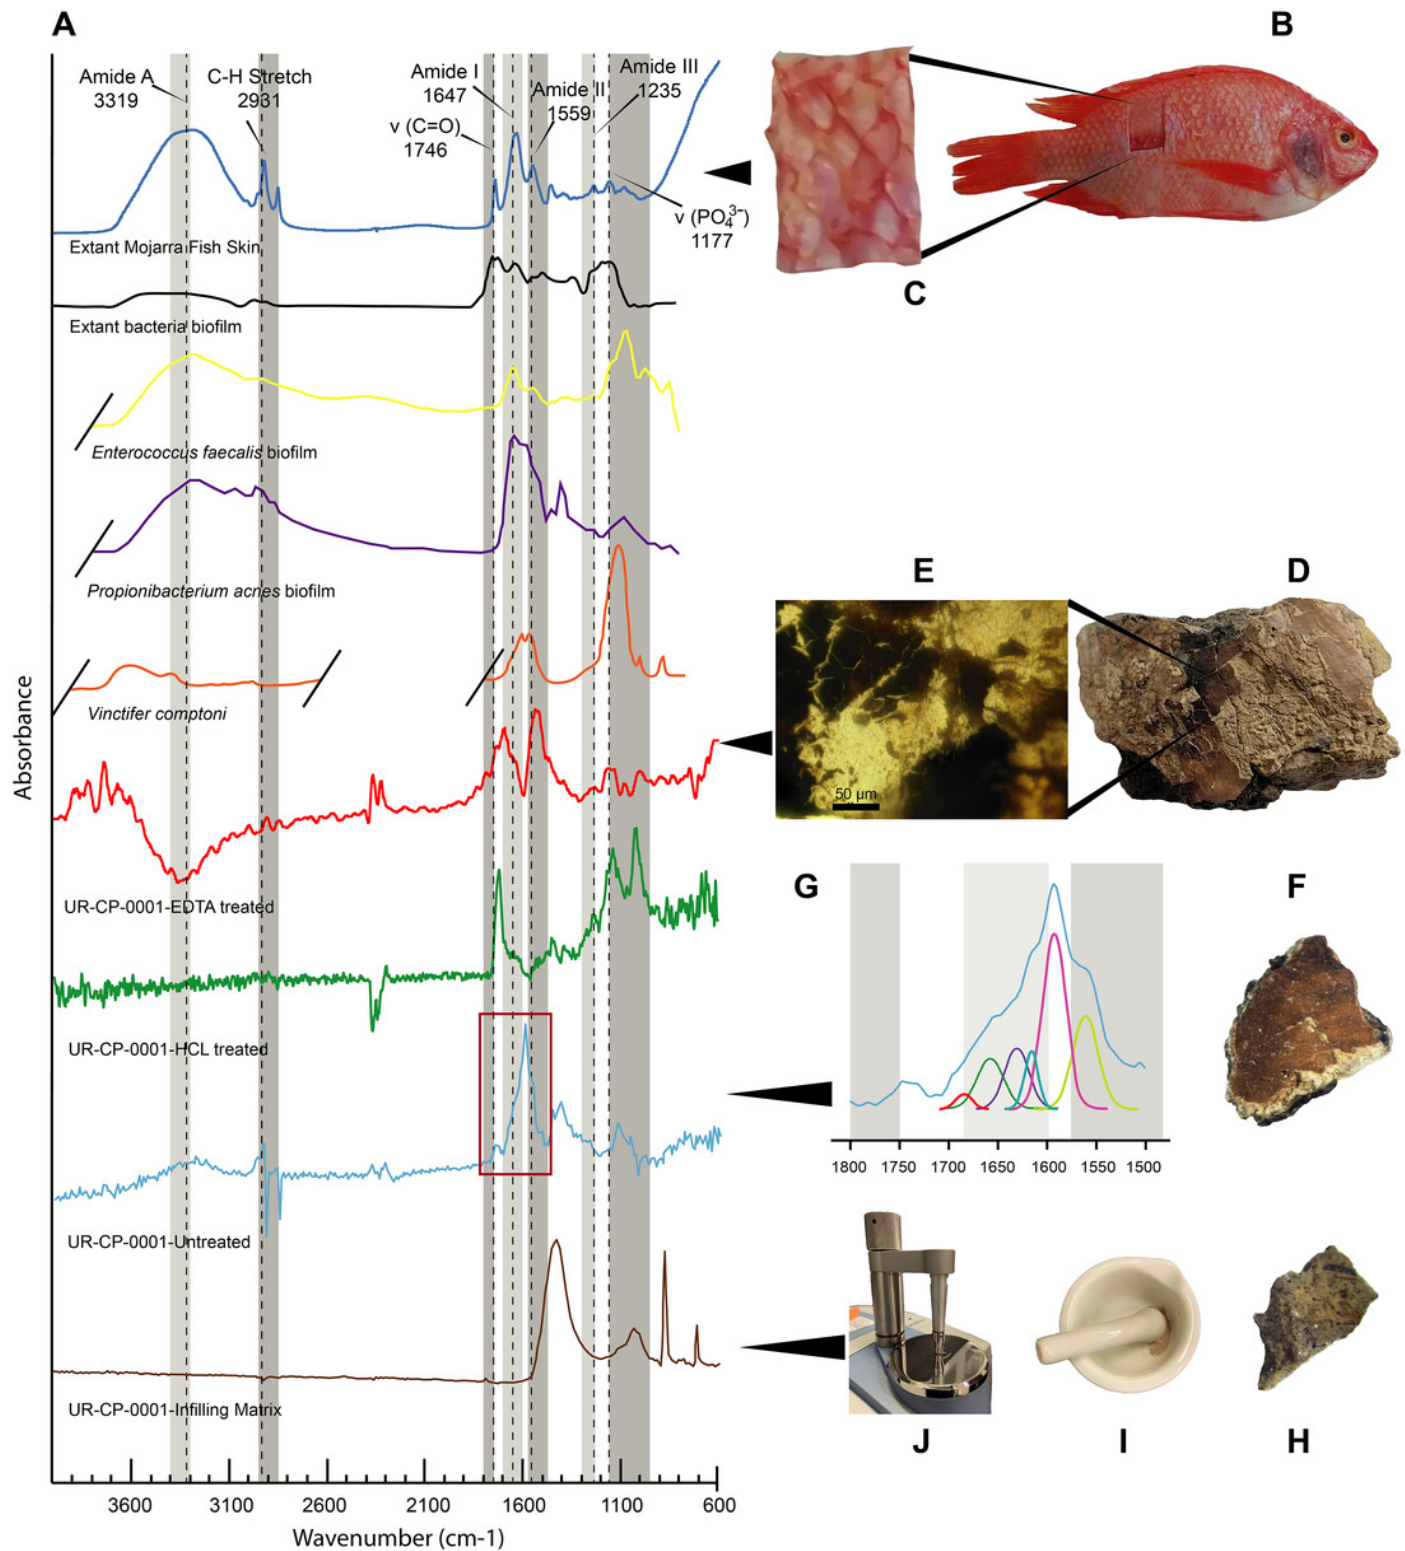 A
B
Amide A
3319
C-H Stretch
2931
Amide I
1647
Amide II
1559
Amide III
1235
ν (C=O)
1746
ν (PO₄³⁻)
1177
Extant Mojarra Fish Skin
C
Extant bacteria biofilm
Enterococcus faecalis biofilm
Propionibacterium acnes biofilm
E
D
Vinctifer comptoni
50 µm
Absorbance
UR-CP-0001-EDTA treated
G
F
UR-CP-0001-HCL treated
1800 1750 1700 1650 1600 1550 1500
UR-CP-0001-Untreated
UR-CP-0001-Infilling Matrix
J
I
H
3600 3100 2600 2100 1600 1100 600
Wavenumber (cm-1)